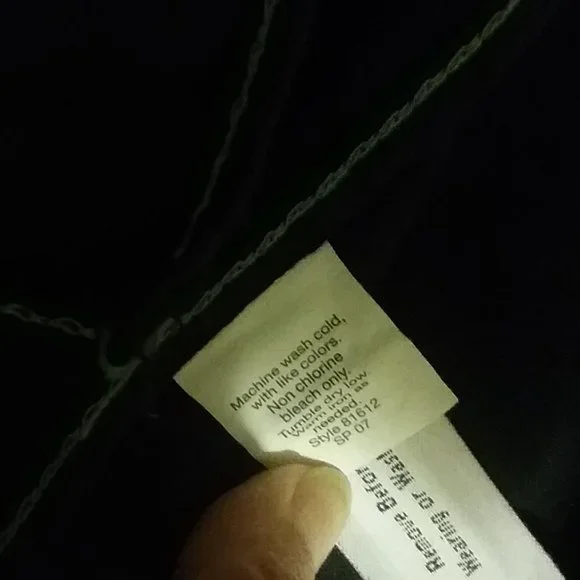 Machine wash cold,
with like colors.
Non chlorine
bleach only.
Tumble dry low.
Warm iron as
needed.
Style 81612
SP 07
Remove Befor
Wearing or Wash